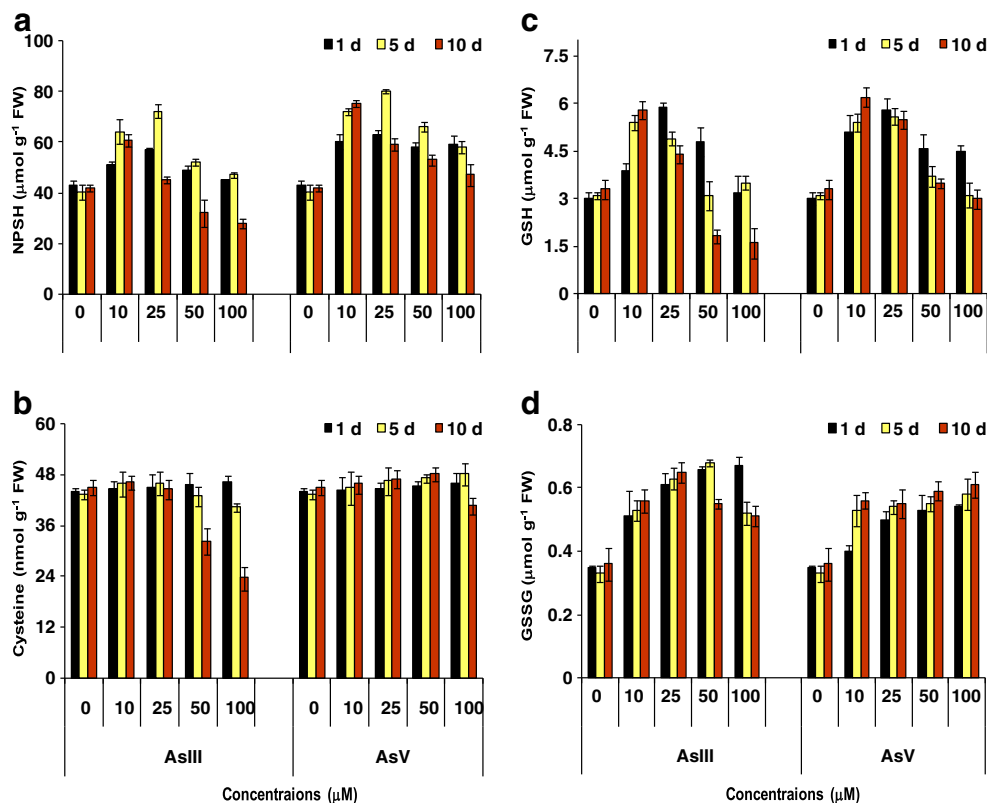 a
NPSH (µmol g-1 FW)
100
80
60
40
20
00
1 d 5 d 10 d
0 10 25 50 100 0 10 25 50 100
c
GSH (µmol g-1 FW)
7.5
6
4.5
3
1.5
0
1 d 5 d 10 d
0 10 25 50 100 0 10 25 50 100
b
Cysteine (nmol g-1 FW)
60
48
36
24
12
0
1 d 5 d 10 d
0 10 25 50 100 0 10 25 50 100
AsIII AsV
Concentraions (µM)
d
GSSG (µmol g-1 FW)
0.8
0.6
0.4
0.2
0
1 d 5 d 10 d
0 10 25 50 100 0 10 25 50 100
AsIII AsV
Concentraions (µM)